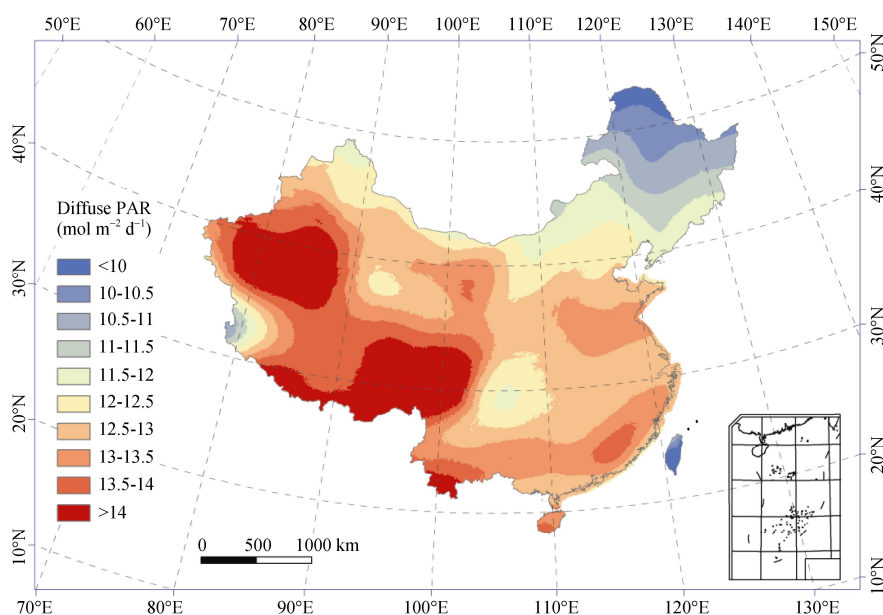 50°E 60°E 70°E 80°E 90°E 100°E 110°E 120°E 130°E 140°E 150°E
50°N
40°N
40°N
30°N
30°N
20°N
20°N
10°N
10°N
Diffuse PAR
(mol m⁻² d⁻¹)
<10
10-10.5
10.5-11
11-11.5
11.5-12
12-12.5
12.5-13
13-13.5
13.5-14
>14
0 500 1000 km
70°E 80°E 90°E 100°E 110°E 120°E 130°E